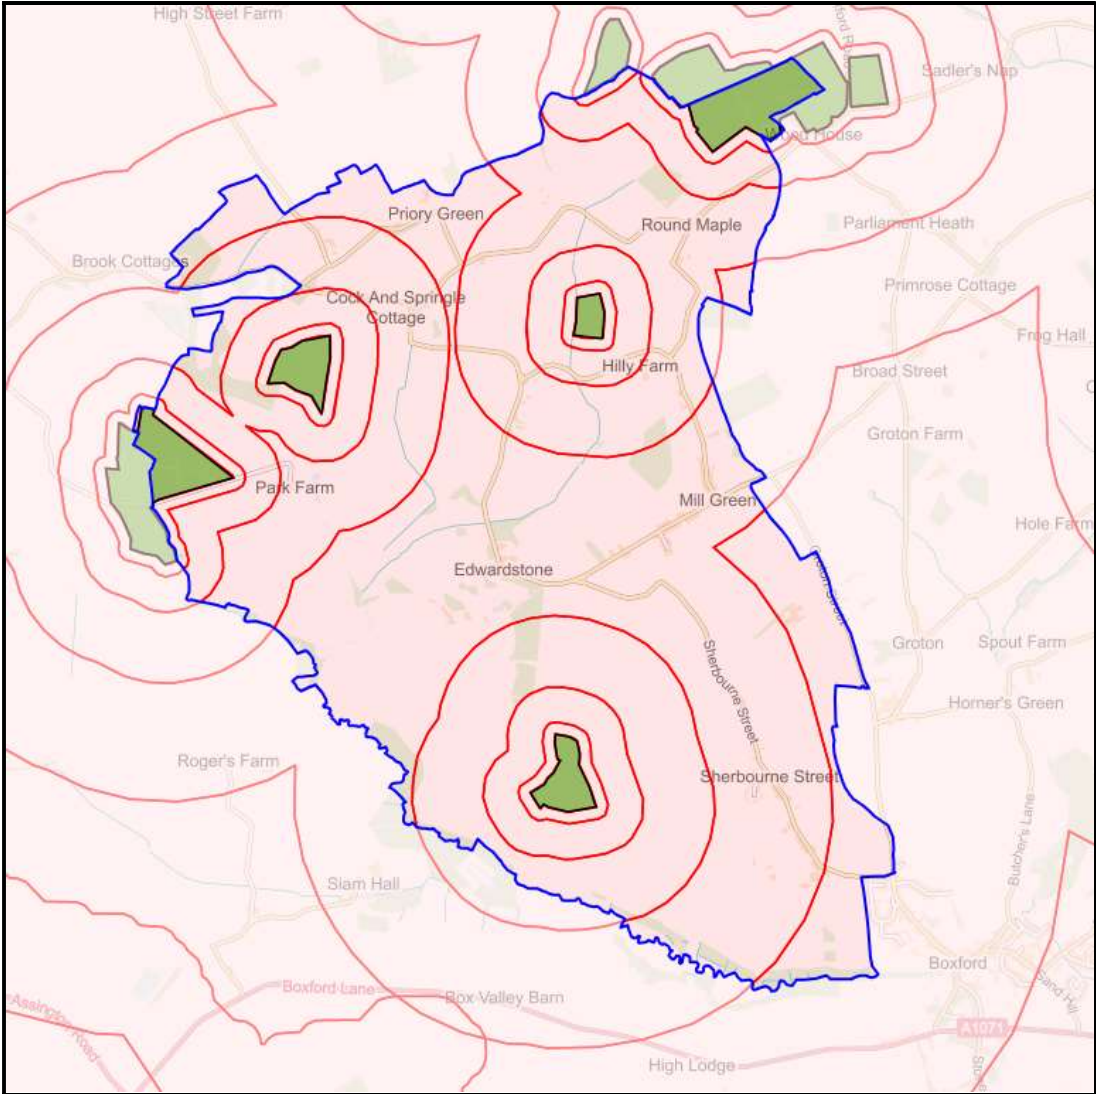 High Street Farm
Sadler's Nap
Wood House
Priory Green
Round Maple
Parliament Heath
Brook Cottages
Cock And Springle
Cottage
Primrose Cottage
Frog Hall
Hilly Farm
Broad Street
Groton Farm
Park Farm
Mill Green
Hole Farm
Edwardstone
Groton Street
Groton
Spout Farm
Sherbourne Street
Horner's Green
Roger's Farm
Sherbourne Street
Butcher's Lane
Siam Hall
Boxford
Boxford Lane
Box Valley Barn
Sand Hill
Assington Road
A1071
High Lodge